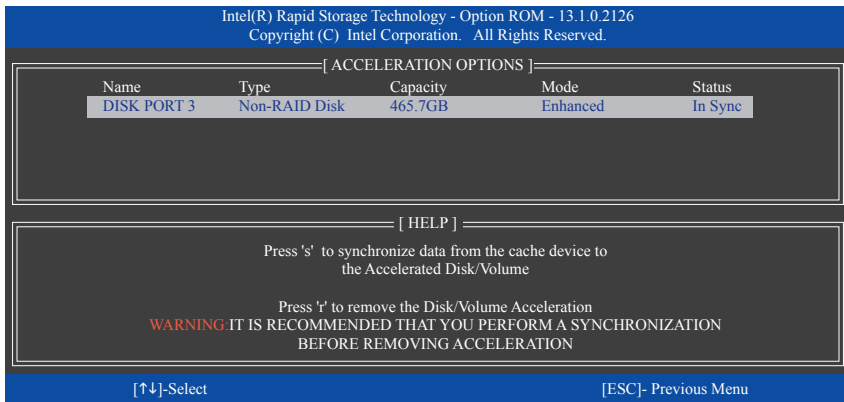 Intel(R) Rapid Storage Technology - Option ROM - 13.1.0.2126
Copyright (C) Intel Corporation. All Rights Reserved.
[ ACCELERATION OPTIONS ]
Name Type Capacity Mode Status
DISK PORT 3 Non-RAID Disk 465.7GB Enhanced In Sync
[ HELP ]
Press 's' to synchronize data from the cache device to
the Accelerated Disk/Volume
Press 'r' to remove the Disk/Volume Acceleration
WARNING:IT IS RECOMMENDED THAT YOU PERFORM A SYNCHRONIZATION
BEFORE REMOVING ACCELERATION
[↑↓]-Select [ESC]- Previous Menu